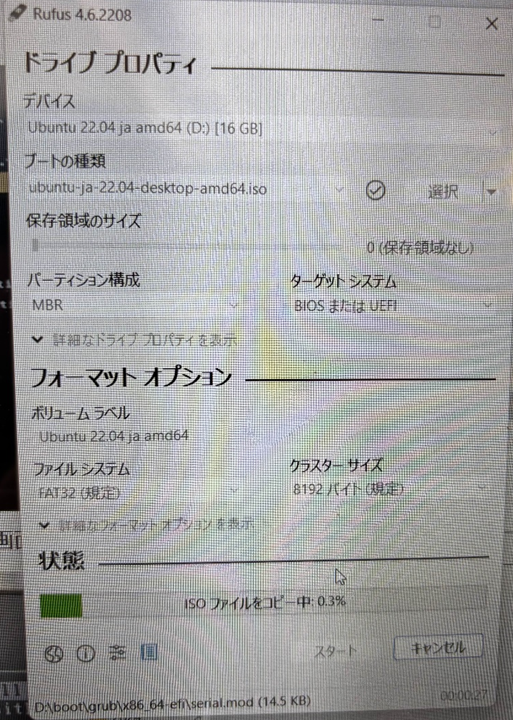 Rufus 4.6.2208
ドライブ プロパティ
デバイス
Ubuntu 22.04 ja amd64 (D:) [16 GB]
ブートの種類
ubuntu-ja-22.04-desktop-amd64.iso
選択
保存領域のサイズ
0 (保存領域なし)
パーティション構成
ターゲット システム
MBR
BIOS または UEFI
詳細なドライブ プロパティを表示
フォーマット オプション
ボリューム ラベル
Ubuntu 22.04 ja amd64
ファイル システム
クラスター サイズ
FAT32 (規定)
8192 バイト (規定)
詳細なフォーマット オプションを表示
状態
ISO ファイルをコピー中: 0.3%
スタート
キャンセル
D:\boot\grub\x86_64-efi\serial.mod (14.5 KB)
00:00:27